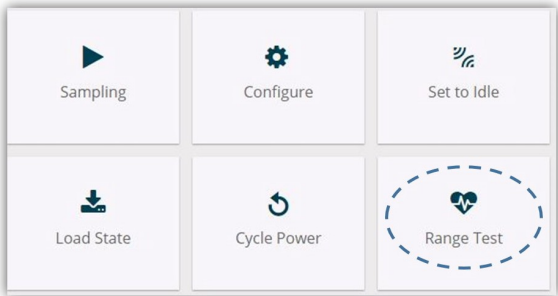 Sampling
Configure
Set to Idle
Load State
Cycle Power
Range Test